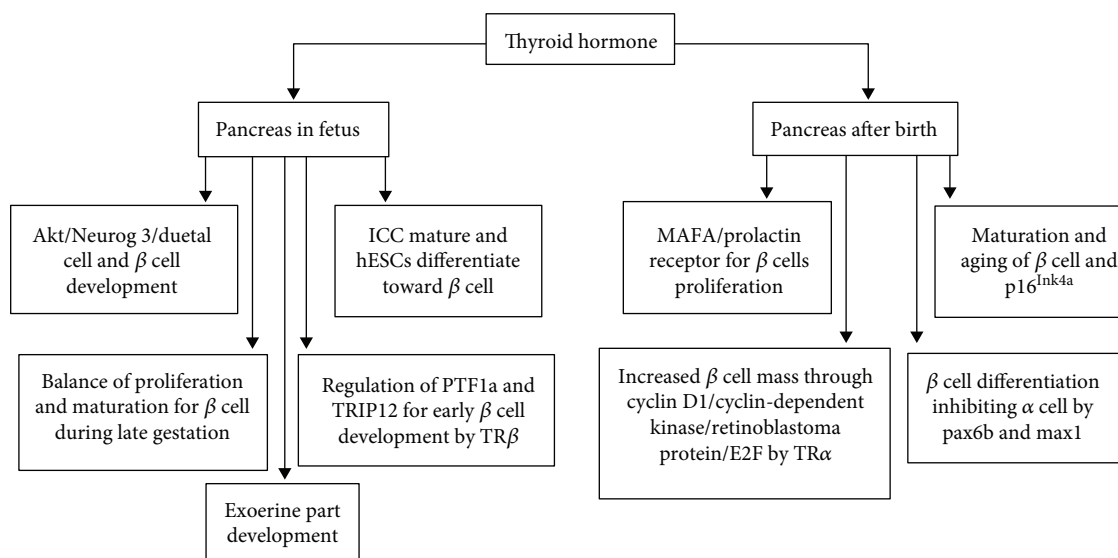 Thyroid hormone
Pancreas in fetus
Pancreas after birth
Akt/Neurog 3/duetal
cell and β cell
development
ICC mature and
hESCs differentiate
toward β cell
MAFA/prolactin
receptor for β cells
proliferation
Maturation and
aging of β cell and
p16^Ink4a
Balance of proliferation
and maturation for β cell
during late gestation
Regulation of PTF1a and
TRIP12 for early β cell
development by TRβ
Increased β cell mass through
cyclin D1/cyclin-dependent
kinase/retinoblastoma
protein/E2F by TRα
β cell differentiation
inhibiting α cell by
pax6b and max1
Exoerine part
development